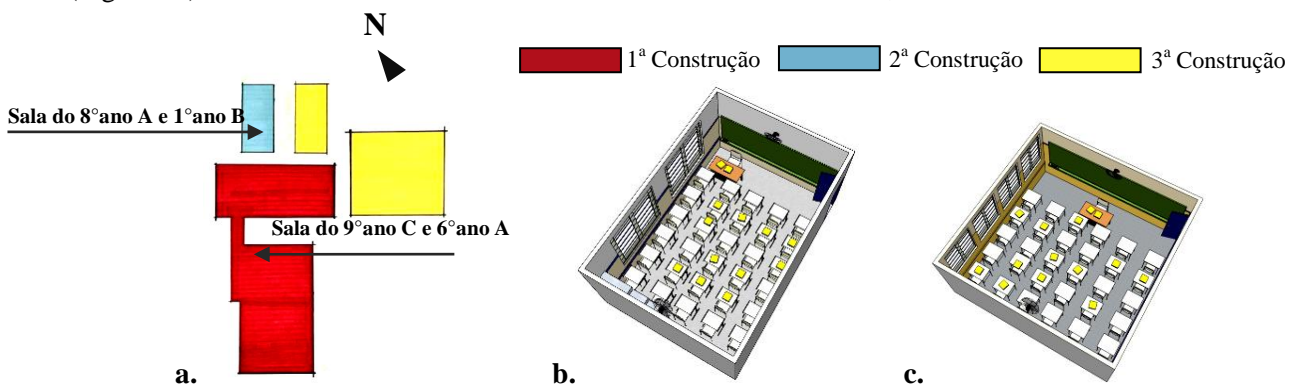 N
1ª Construção
2ª Construção
3ª Construção
Sala do 8°ano A e 1°ano B
Sala do 9°ano C e 6°ano A
a.
b.
c.